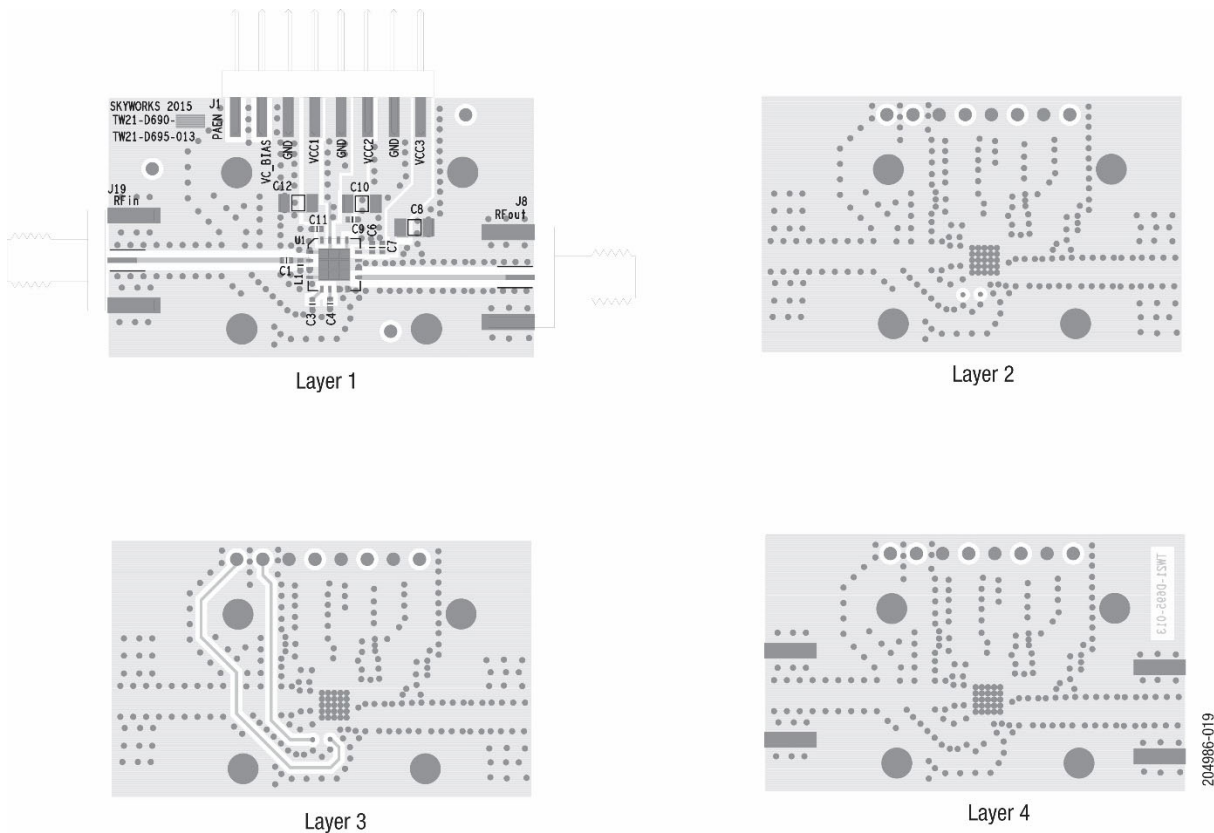 SKYWORKS 2015
TW21-D690-
TW21-D695-013
J1
PAEN
VC_BIAS
GND
VCC1
GND
VCC2
GND
VCC3
J19
RFin
C12
C10
C8
J8
RFout
C11
C9
C6
C7
U1
C1
L1
C3
C4
Layer 1
Layer 2
TW21-D695-013
Layer 3
Layer 4
204986-019